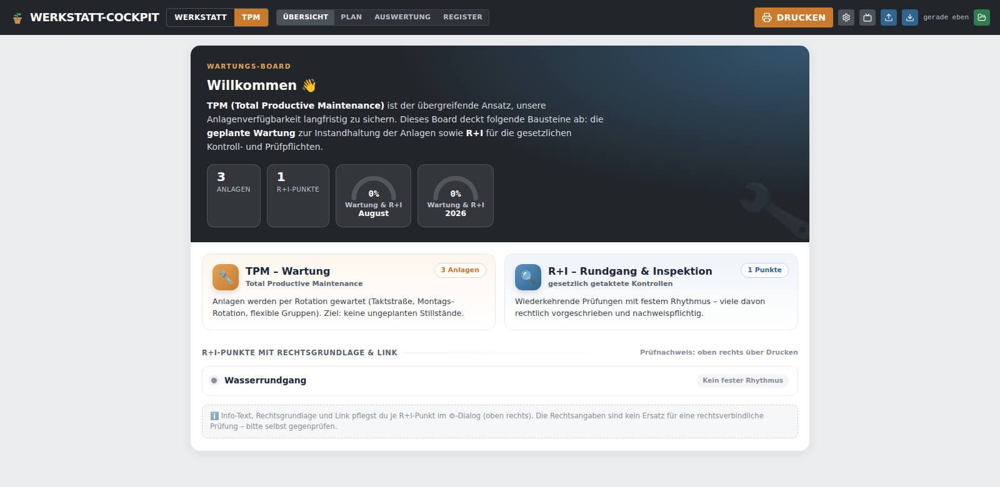 WERKSTATT-COCKPIT
WERKSTATT TPM
ÜBERSICHT PLAN AUSWERTUNG REGISTER
DRUCKEN
gerade eben
WARTUNGS-BOARD
Willkommen 👋
TPM (Total Productive Maintenance) ist der übergreifende Ansatz, unsere
Anlagenverfügbarkeit langfristig zu sichern. Dieses Board deckt folgende Bausteine ab: die
geplante Wartung zur Instandhaltung der Anlagen sowie R+I für die gesetzlichen
Kontroll- und Prüfpflichten.
3
ANLAGEN
1
R+I-PUNKTE
0%
Wartung & R+I
August
0%
Wartung & R+I
2026
TPM – Wartung
3 Anlagen
Total Productive Maintenance
Anlagen werden per Rotation gewartet (Taktstraße, Montags-
Rotation, flexible Gruppen). Ziel: keine ungeplanten Stillstände.
R+I – Rundgang & Inspektion
1 Punkte
gesetzlich getaktete Kontrollen
Wiederkehrende Prüfungen mit festem Rhythmus – viele davon
rechtlich vorgeschrieben und nachweispflichtig.
R+I-PUNKTE MIT RECHTSGRUNDLAGE & LINK
Prüfnachweis: oben rechts über Drucken
Wasserrundgang
Kein fester Rhythmus
ℹ️ Info-Text, Rechtsgrundlage und Link pflegst du je R+I-Punkt im ⚙-Dialog (oben rechts). Die Rechtsangaben sind kein Ersatz für eine rechtsverbindliche
Prüfung – bitte selbst gegenprüfen.